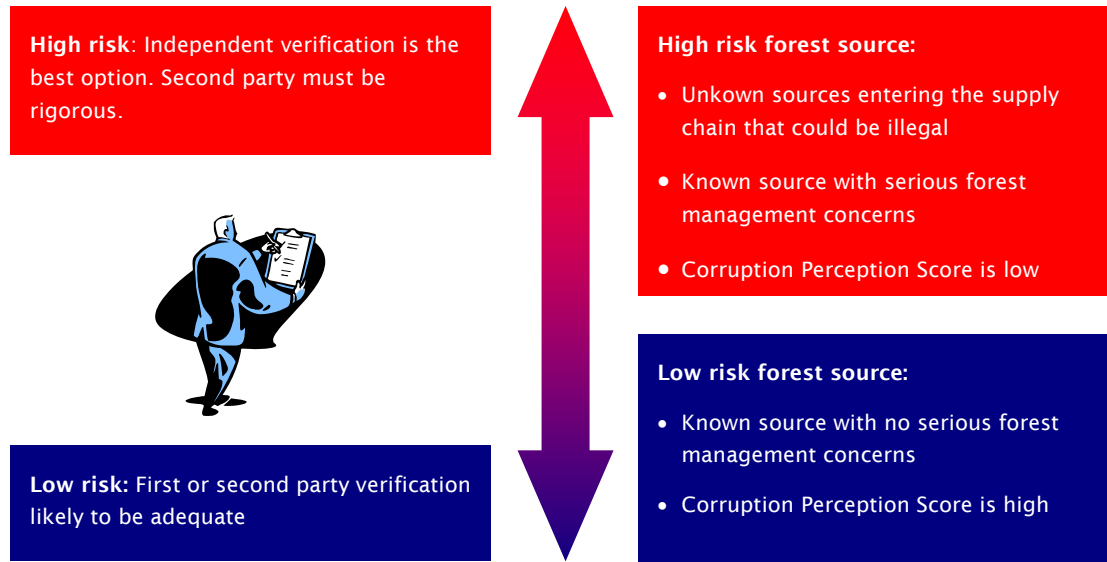 High risk: Independent verification is the
best option. Second party must be
rigorous.
Low risk: First or second party verification
likely to be adequate
High risk forest source:
• Unkown sources entering the supply
chain that could be illegal
• Known source with serious forest
management concerns
• Corruption Perception Score is low
Low risk forest source:
• Known source with no serious forest
management concerns
• Corruption Perception Score is high